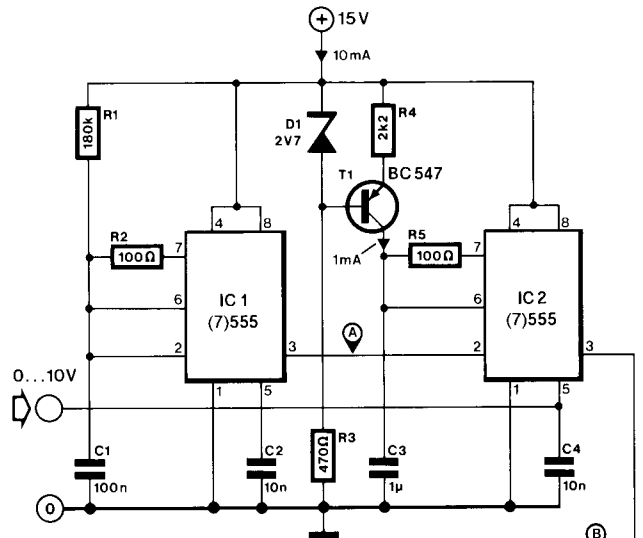 + 15V
10mA
R1
180k
D1
2V7
R4
2k2
T1
BC547
4
8
R2
100Ω
7
6
2
IC1
(7)555
3
1
5
1mA
R5
100Ω
A
4
8
7
6
2
IC2
(7)555
3
1
5
0...10V
C1
100n
C2
10n
R3
470Ω
C3
1µ
C4
10n
0
B